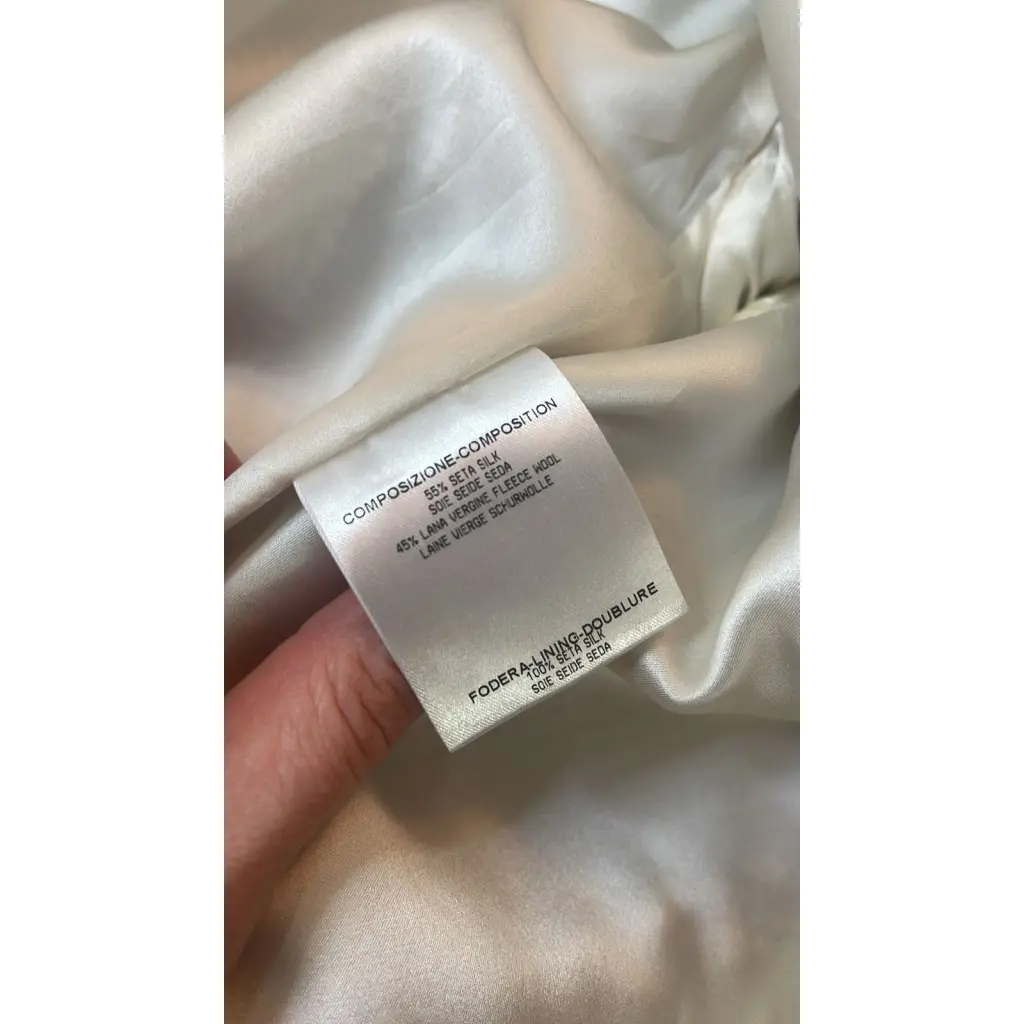 COMPOSIZIONE-COMPOSITION
55% SETA SILK
SOIE SEIDE SEDA
45% LANA VERGINE FLEECE WOOL
LAINE VIERGE SCHURWOLLE
FODERA-LINING-DOUBLURE
100% SETA SILK
SOIE SEIDE SEDA